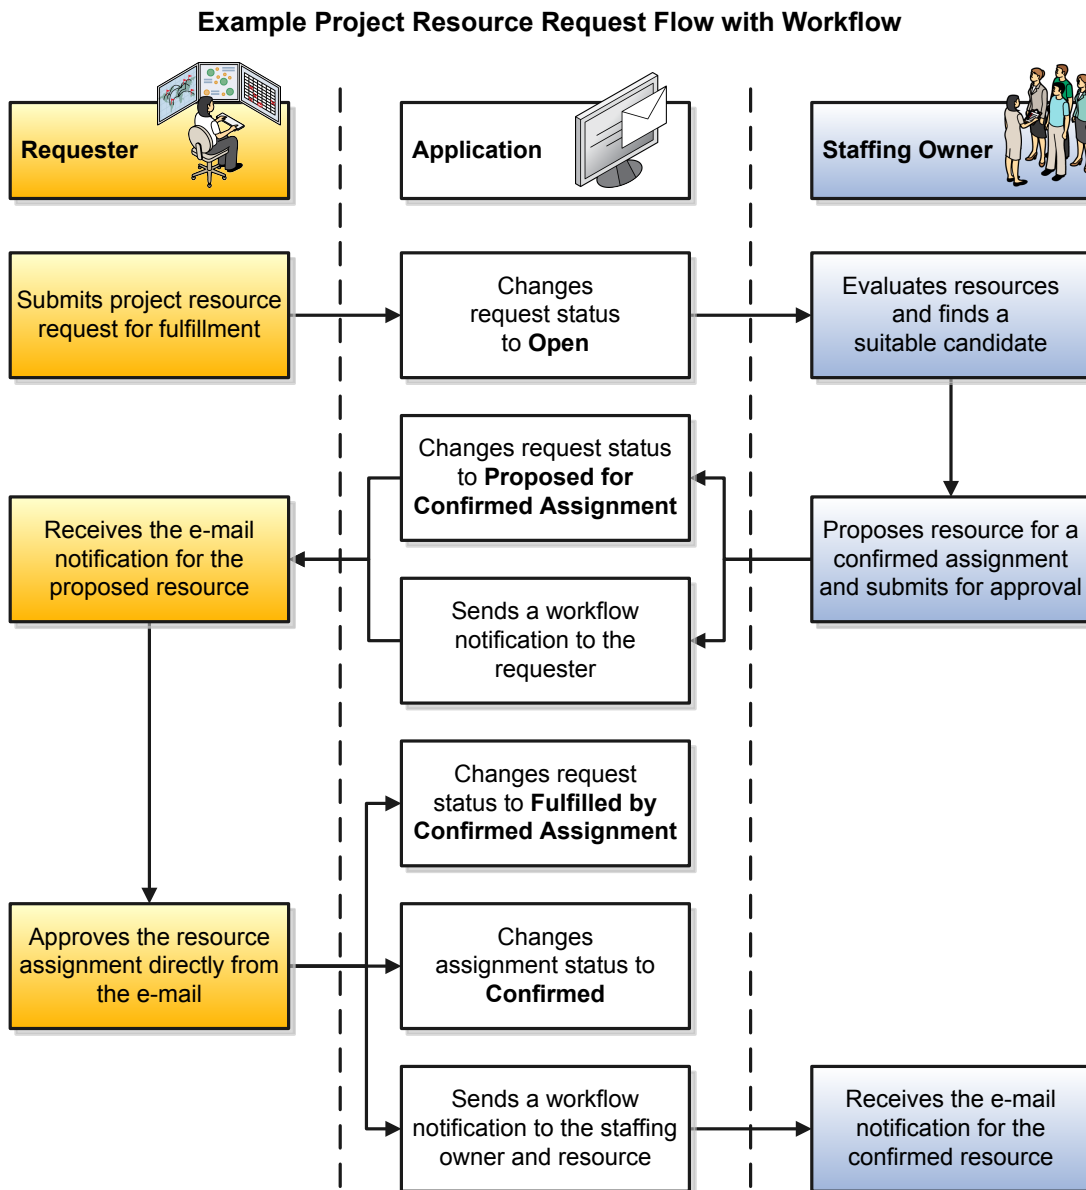 Example Project Resource Request Flow with Workflow
Requester
Application
Staffing Owner
Submits project resource
request for fulfillment
Changes
request status
to Open
Evaluates resources
and finds a
suitable candidate
Changes request status
to Proposed for
Confirmed Assignment
Receives the e-mail
notification for the
proposed resource
Proposes resource for a
confirmed assignment
and submits for approval
Sends a workflow
notification to the
requester
Changes request
status to Fulfilled by
Confirmed Assignment
Approves the resource
assignment directly from
the e-mail
Changes
assignment status to
Confirmed
Sends a workflow
notification to the staffing
owner and resource
Receives the e-mail
notification for the
confirmed resource